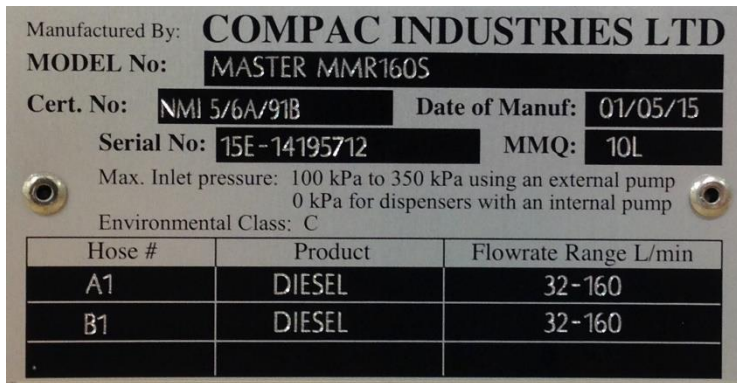 Manufactured By: COMPAC INDUSTRIES LTD
MODEL No: MASTER MMR160S
Cert. No: NMI 5/6A/91B Date of Manuf: 01/05/15
Serial No: 15E-14195712 MMQ: 10L
Max. Inlet pressure: 100 kPa to 350 kPa using an external pump
0 kPa for dispensers with an internal pump
Environmental Class: C
Hose # Product Flowrate Range L/min
A1 DIESEL 32-160
B1 DIESEL 32-160